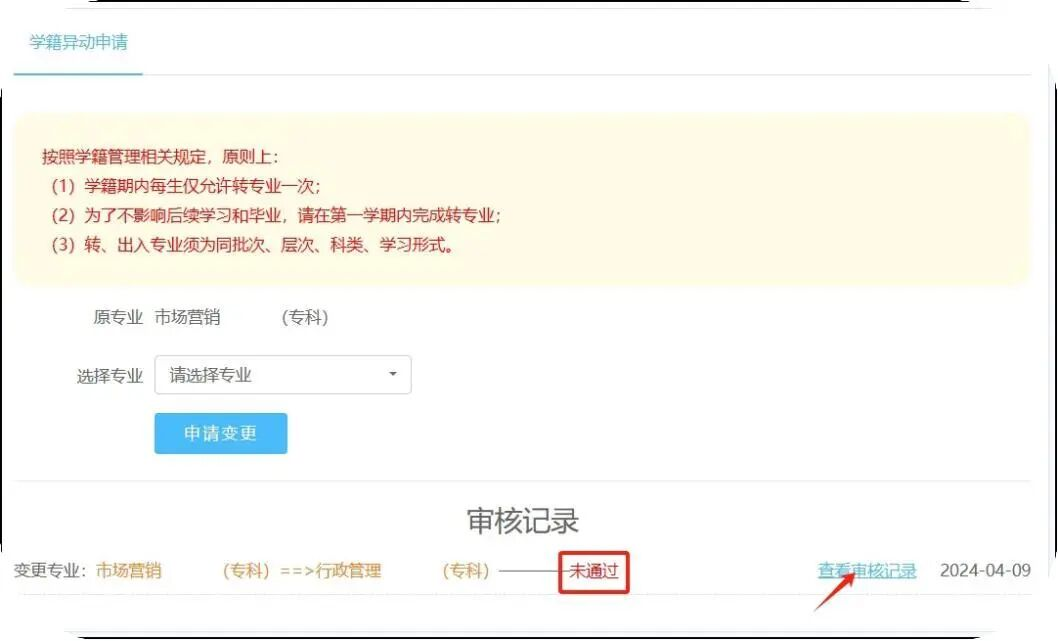 学籍异动申请
按照学籍管理相关规定，原则上：
（1）学籍期内每生仅允许转专业一次；
（2）为了不影响后续学习和毕业，请在第一学期内完成转专业；
（3）转、出入专业须为同批次、层次、科类、学习形式。
原专业 市场营销 （专科）
选择专业 请选择专业
申请变更
审核记录
变更专业：市场营销 （专科）==>行政管理 （专科）————未通过 查看审核记录 2024-04-09